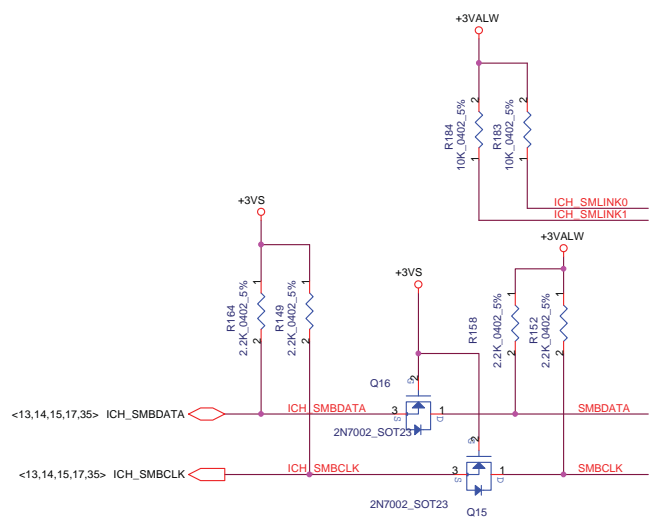 +3VALW
2
2
R184
10K_0402_5%
R183
10K_0402_5%
1
1
ICH_SMLINK0
ICH_SMLINK1
+3VS
+3VALW
+3VS
1
1
R164
2.2K_0402_5%
R149
2.2K_0402_5%
2
2
1
1
R158
2.2K_0402_5%
R152
2.2K_0402_5%
2
2
Q16
2
G
<13,14,15,17,35> ICH_SMBDATA
ICH_SMBDATA
3
S
1
D
SMBDATA
2N7002_SOT23
2
G
<13,14,15,17,35> ICH_SMBCLK
ICH_SMBCLK
3
S
1
D
SMBCLK
2N7002_SOT23
Q15